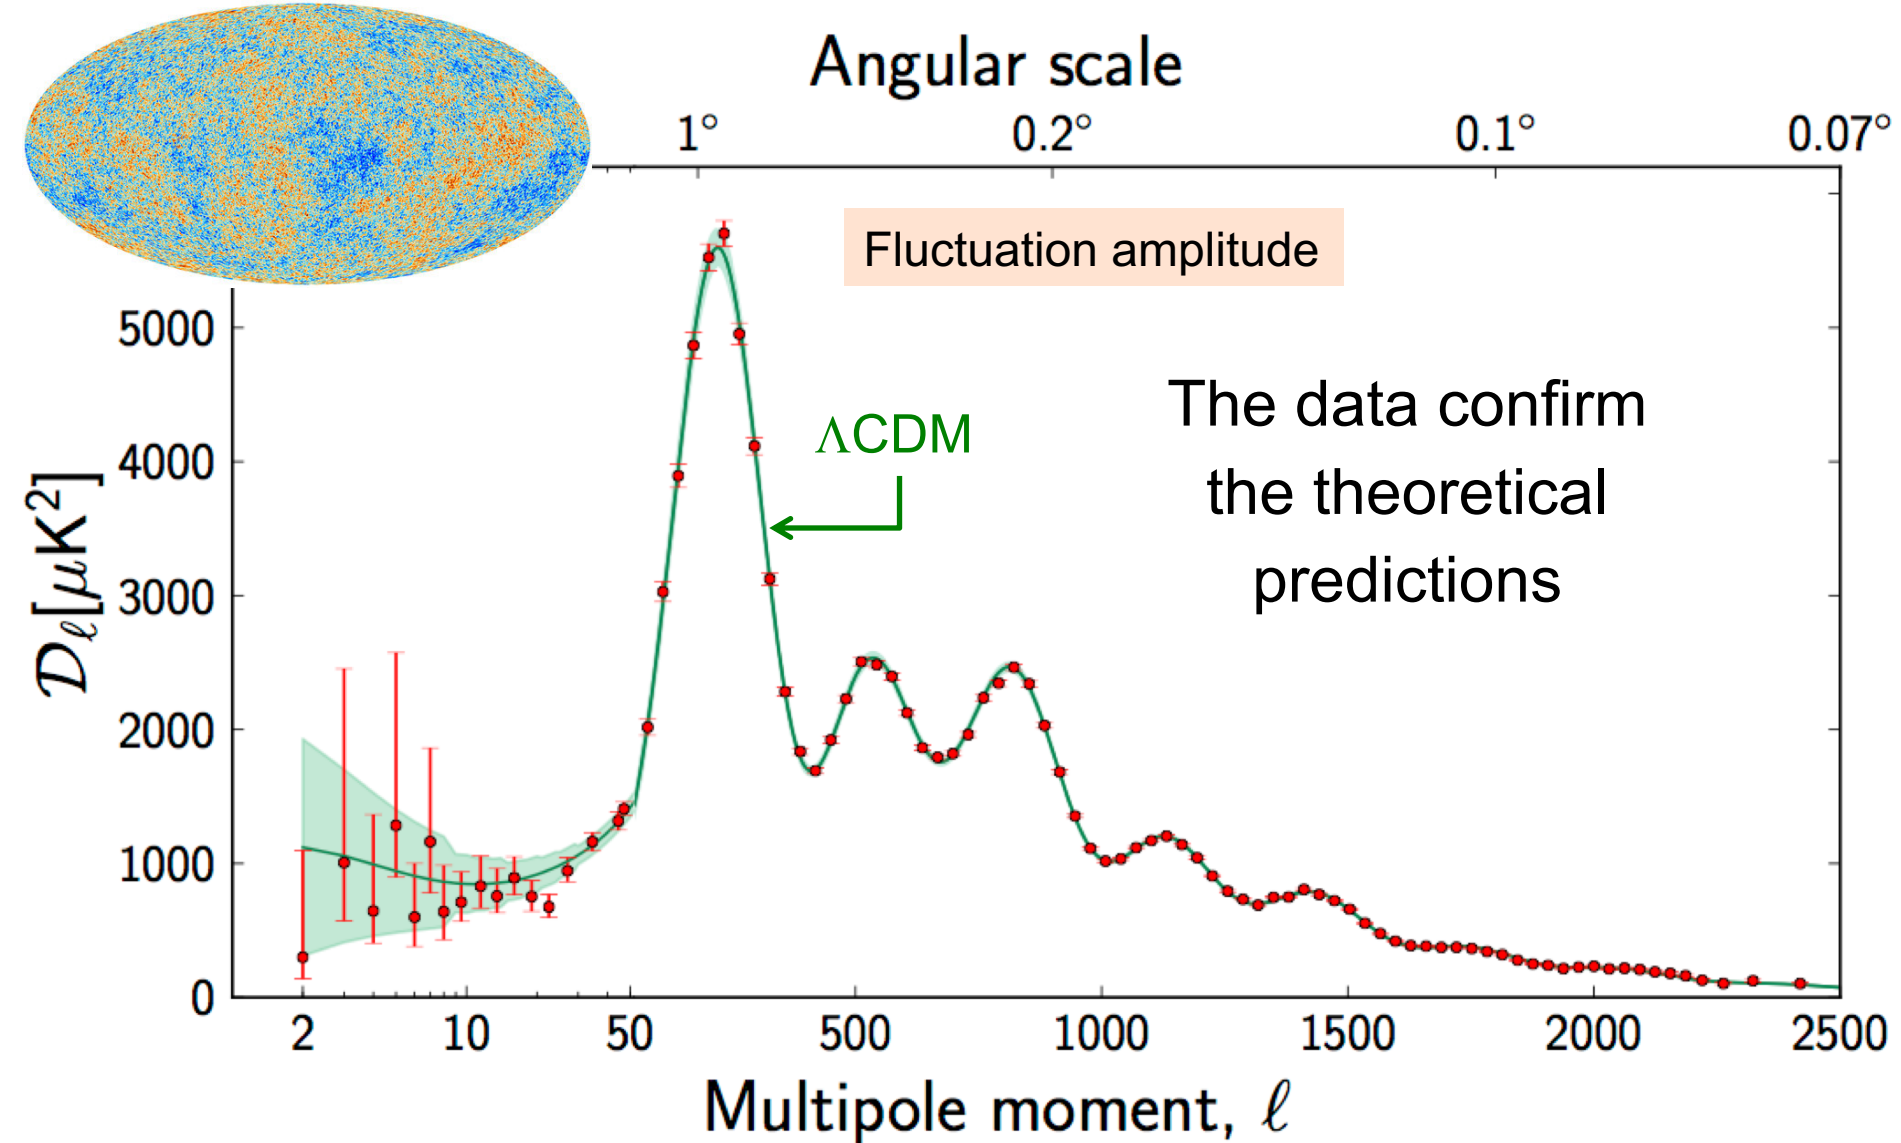 Angular scale
1° 0.2° 0.1° 0.07°
Fluctuation amplitude
5000
4000
3000
2000
1000
0
𝒟ℓ[μK²]
ΛCDM
The data confirm
the theoretical
predictions
2 10 50 500 1000 1500 2000 2500
Multipole moment, ℓ